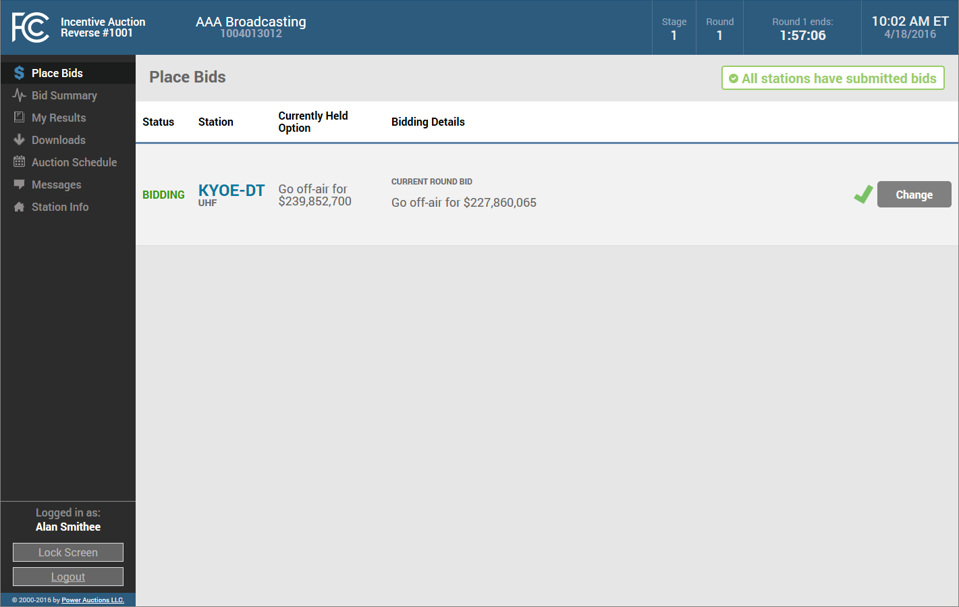 FCC
Incentive Auction
Reverse #1001
AAA Broadcasting
1004013012
Stage
1
Round
1
Round 1 ends:
1:57:06
10:02 AM ET
4/18/2016
Place Bids
Bid Summary
My Results
Downloads
Auction Schedule
Messages
Station Info
Place Bids
All stations have submitted bids
Status
Station
Currently Held
Option
Bidding Details
BIDDING
KYOE-DT
UHF
Go off-air for
$239,852,700
CURRENT ROUND BID
Go off-air for $227,860,065
Change
Logged in as:
Alan Smithee
Lock Screen
Logout
© 2000-2016 by Power Auctions LLC.